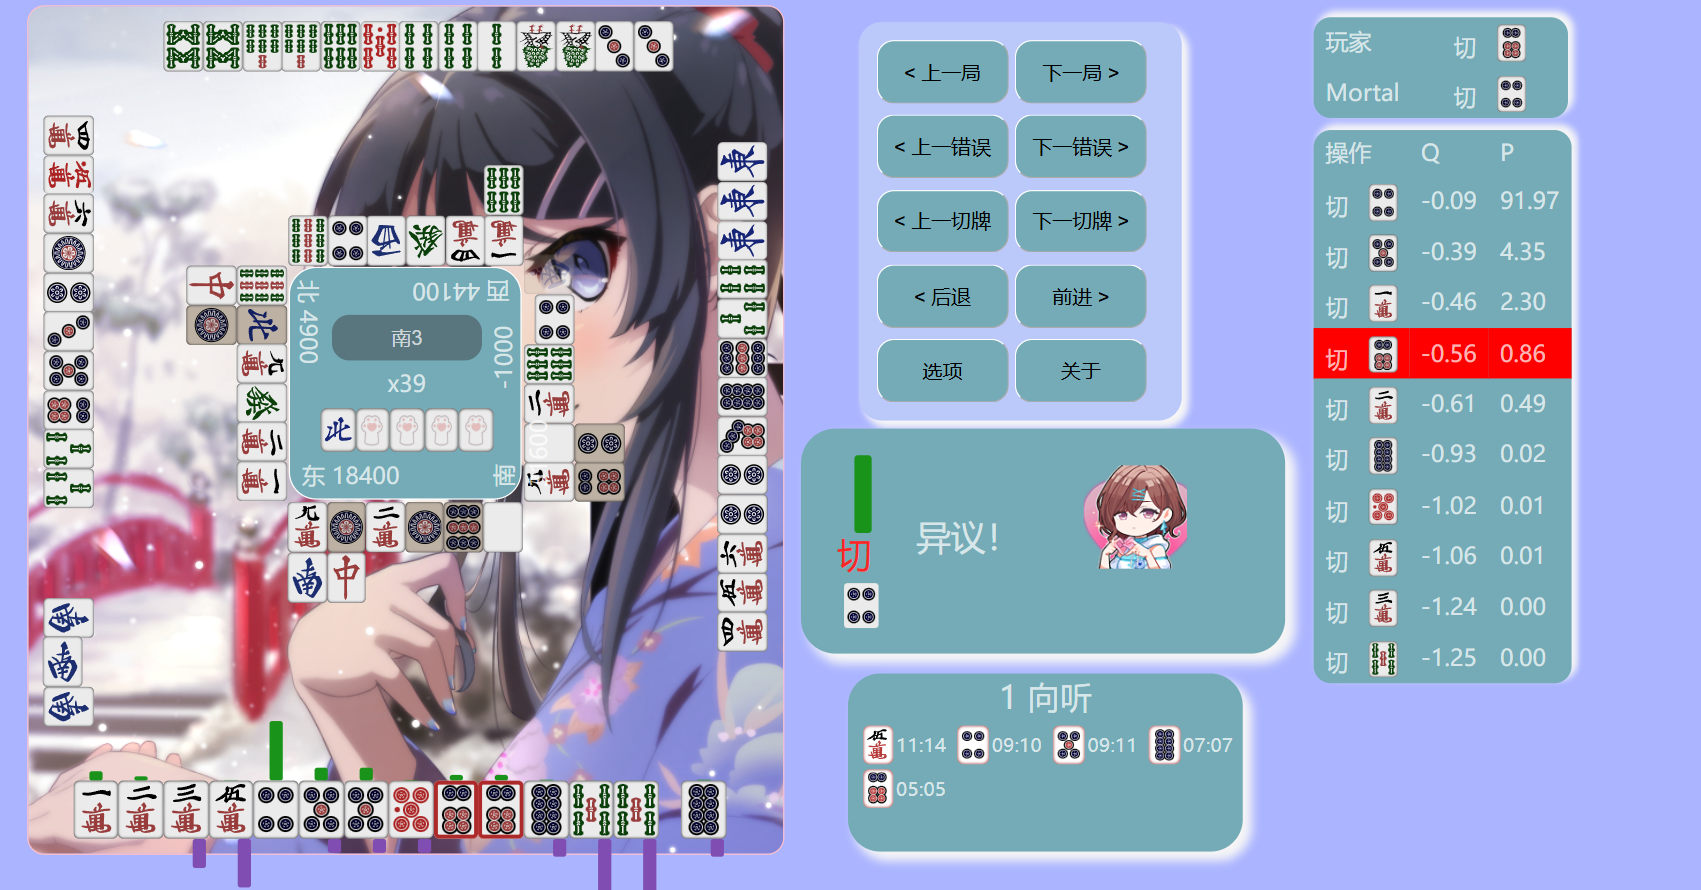 < 上一局
下一局 >
< 上一错误
下一错误 >
< 上一切牌
下一切牌 >
< 后退
前进 >
选项
关于
北 4900
西 44100
南3
x39
东 18400
南
-1000
600
异议！
切
1 向听
11:14
09:10
09:11
07:07
05:05
玩家 切
Mortal 切
操作 Q P
切 -0.09 91.97
切 -0.39 4.35
切 -0.46 2.30
切 -0.56 0.86
切 -0.61 0.49
切 -0.93 0.02
切 -1.02 0.01
切 -1.06 0.01
切 -1.24 0.00
切 -1.25 0.00